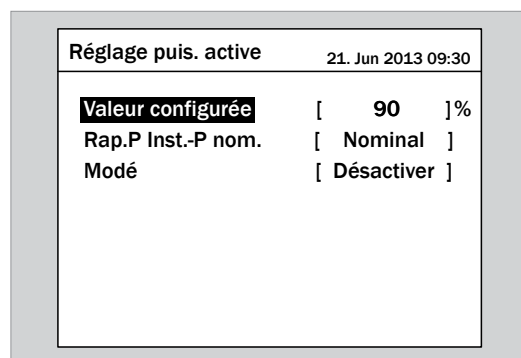 Réglage puis. active 21. Jun 2013 09:30
Valeur configurée [ 90 ]%
Rap.P Inst.-P nom. [ Nominal ]
Modé [ Désactiver ]